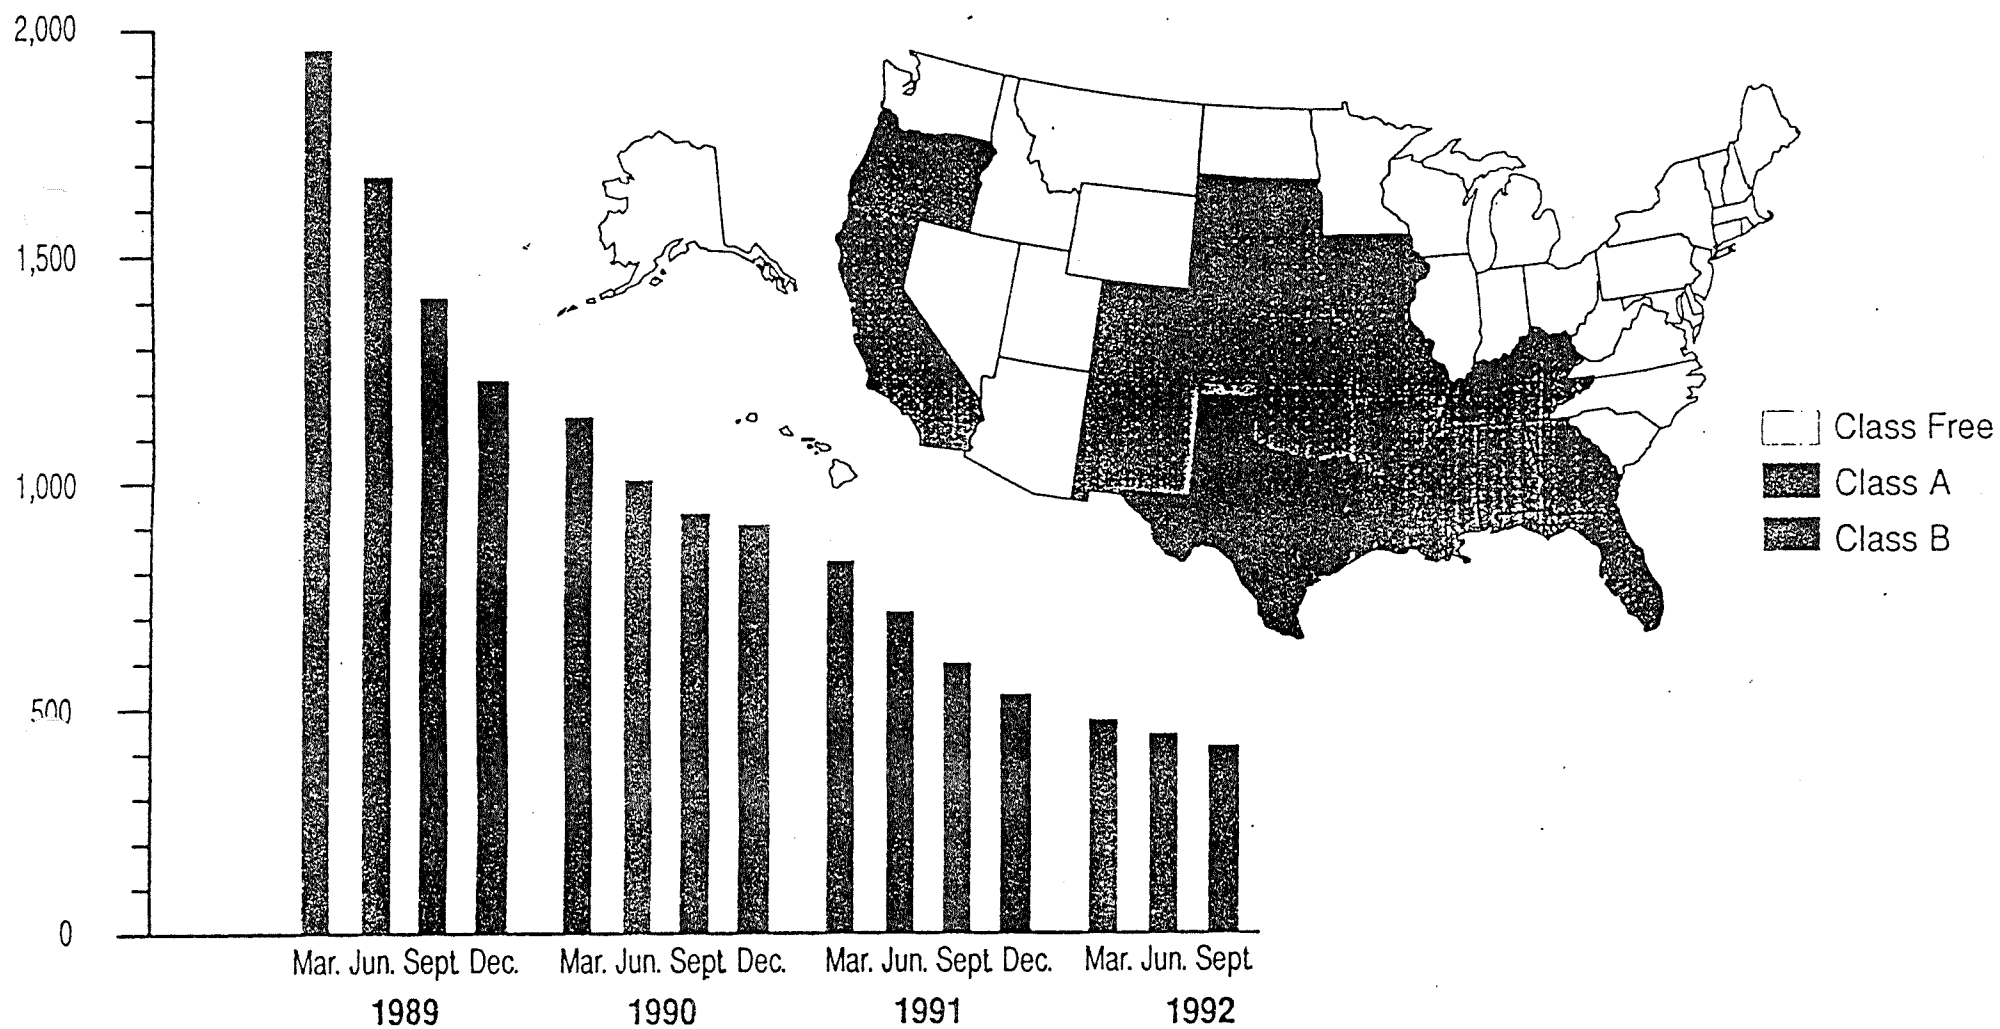 2,000
1,500
1,000
500
0
Mar. Jun. Sept Dec. Mar. Jun. Sept Dec. Mar. Jun. Sept Dec. Mar. Jun. Sept
1989 1990 1991 1992
Class Free
Class A
Class B